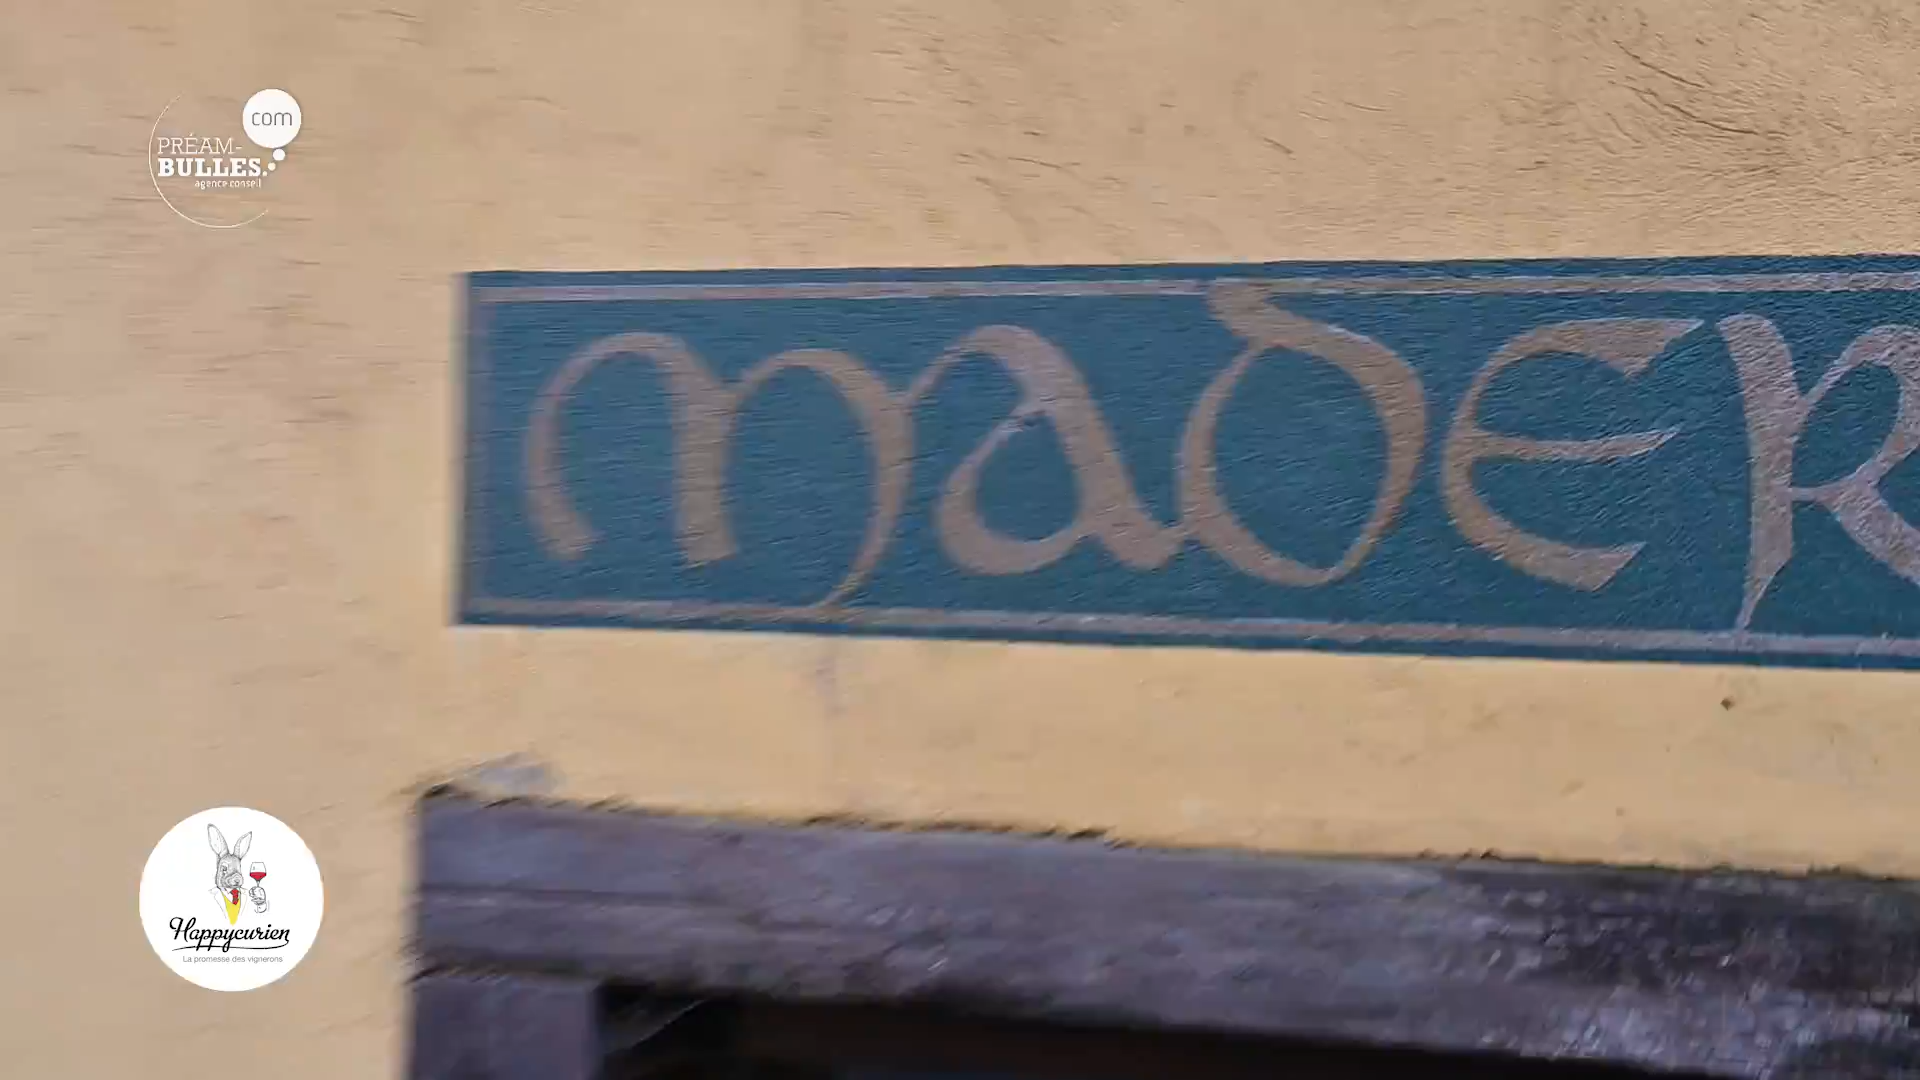 com
PRÉAM-
BULLES.
agence conseil
MADER
Happycurien
La promesse des vignerons